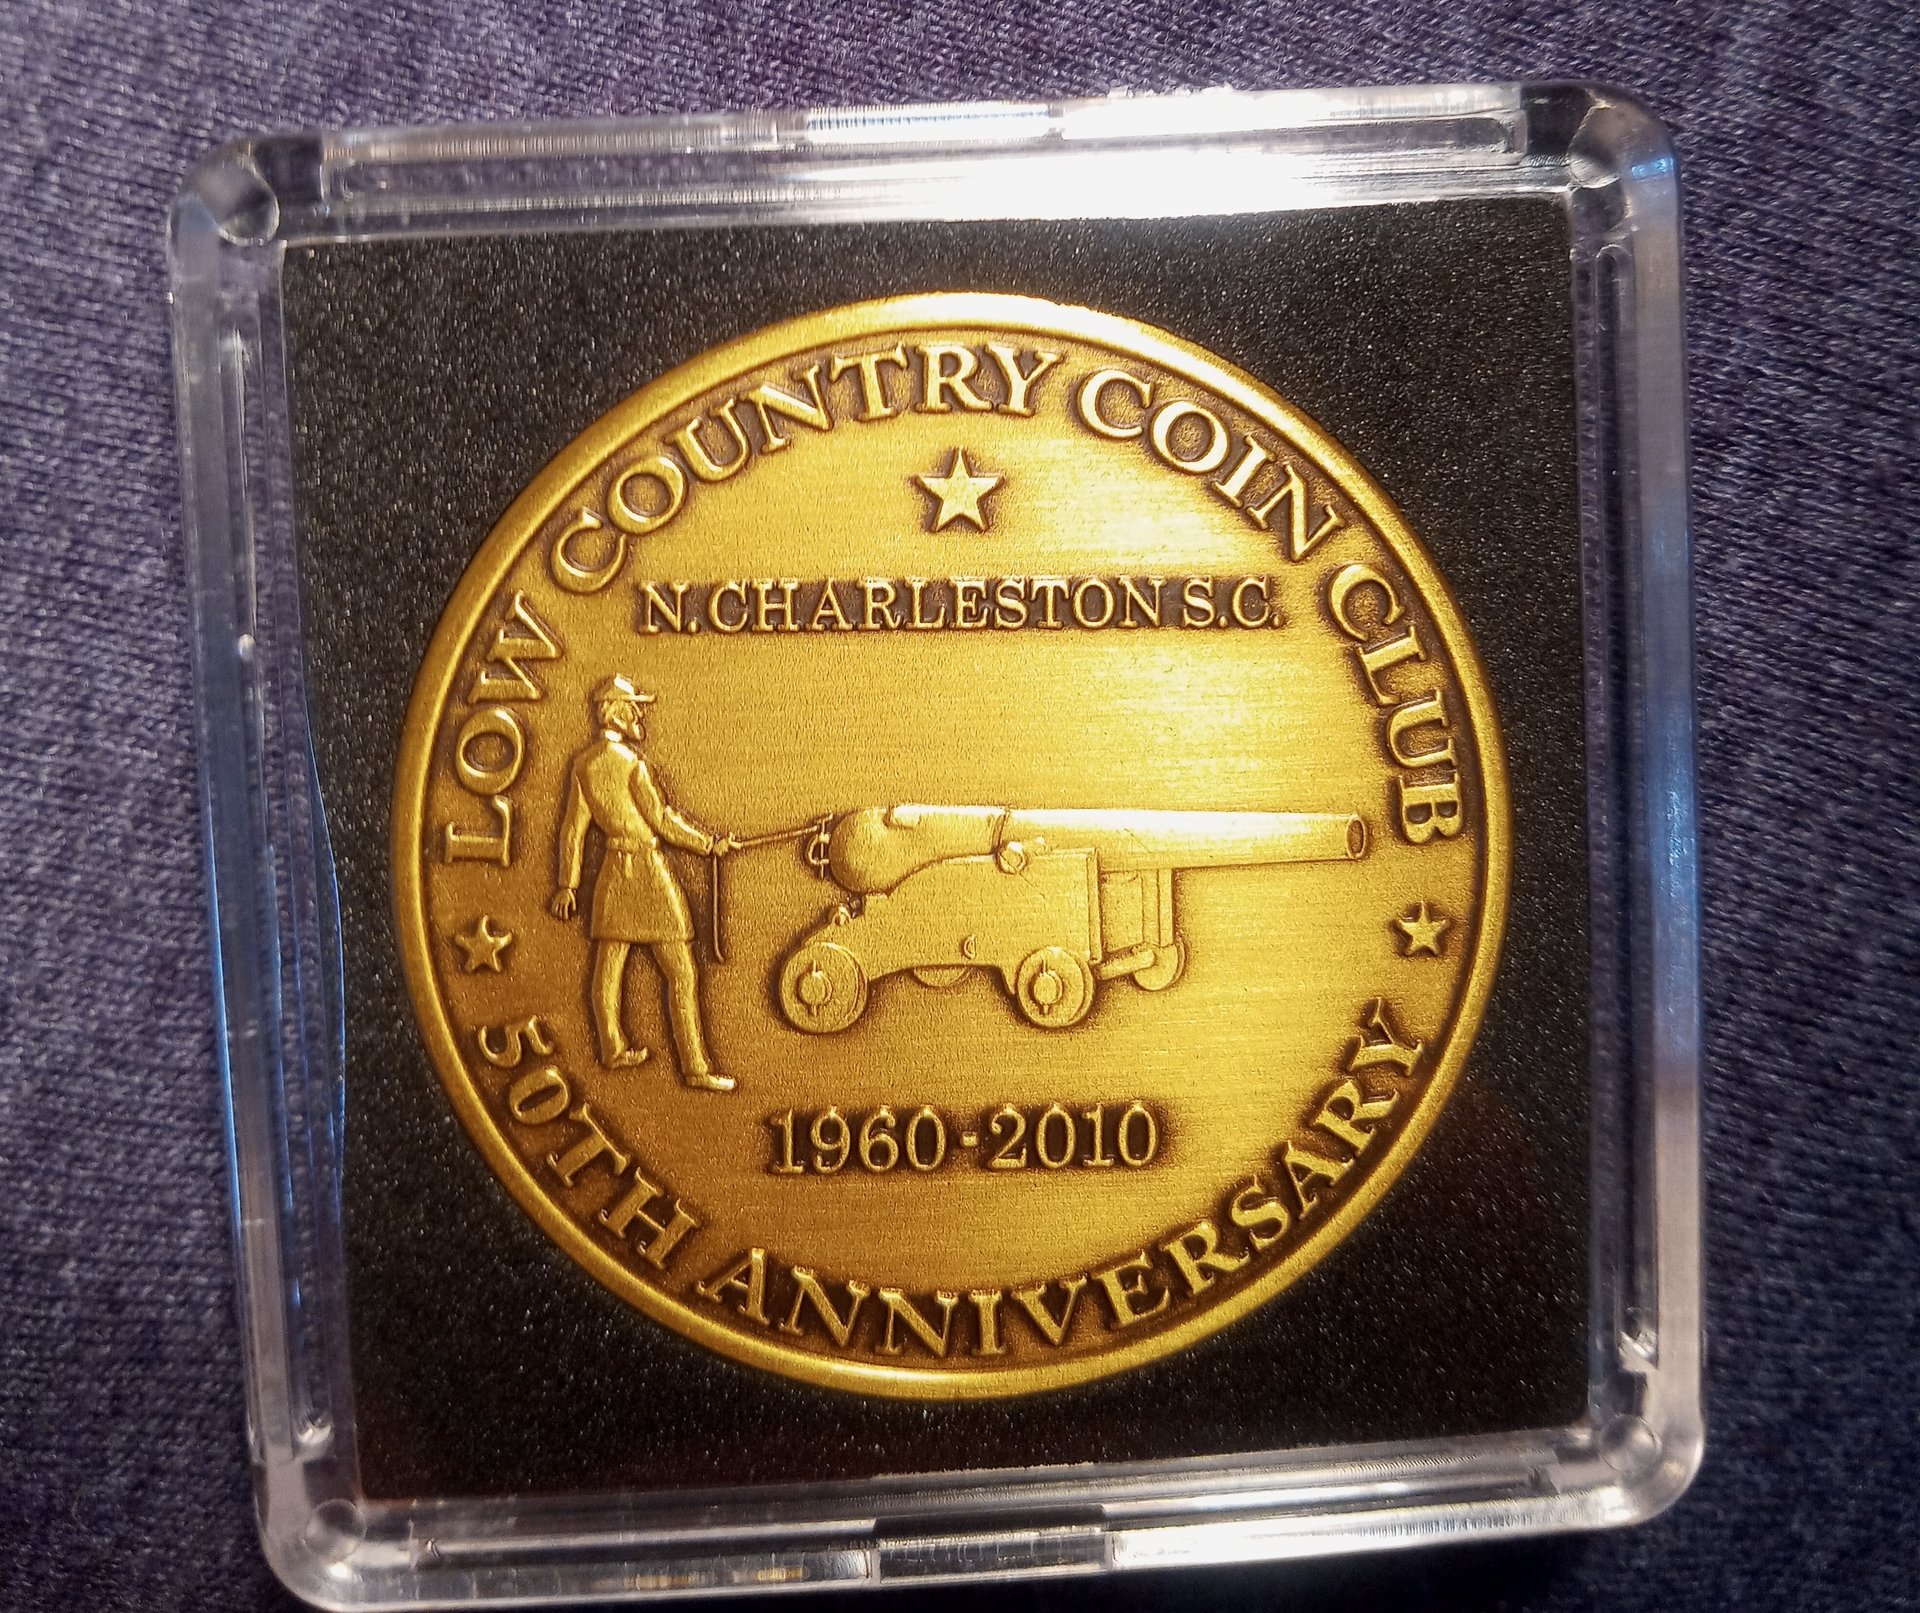 LOW COUNTRY COIN CLUB
N. CHARLESTON S.C.
1960-2010
50TH ANNIVERSARY